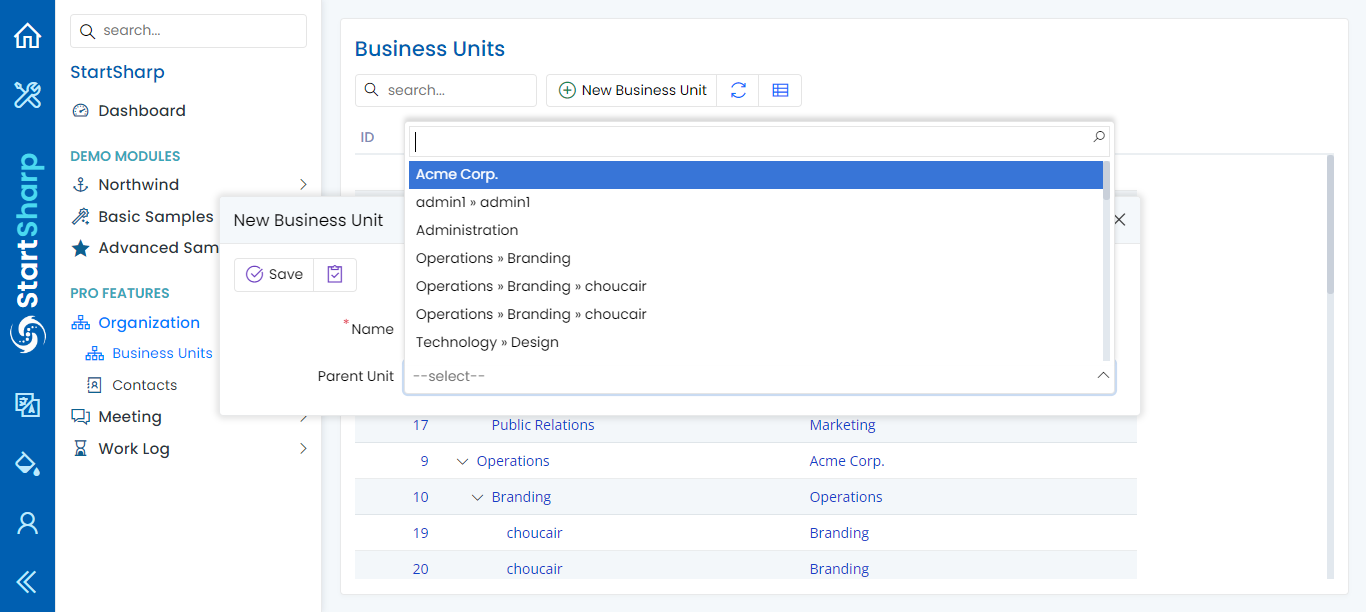 StartSharp
search...
StartSharp
Dashboard
DEMO MODULES
Northwind
Basic Samples
Advanced Sam
PRO FEATURES
Organization
Business Units
Contacts
Meeting
Work Log
Business Units
search...
New Business Unit
ID
New Business Unit
Save
* Name
Parent Unit
Acme Corp.
admin1 » admin1
Administration
Operations » Branding
Operations » Branding » choucair
Operations » Branding » choucair
Technology » Design
--select--
17 Public Relations Marketing
9 Operations Acme Corp.
10 Branding Operations
19 choucair Branding
20 choucair Branding